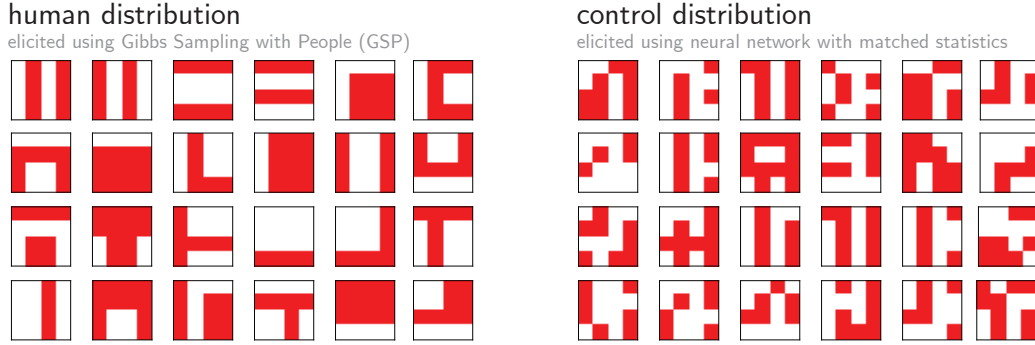 human distribution
elicited using Gibbs Sampling with People (GSP)
control distribution
elicited using neural network with matched statistics